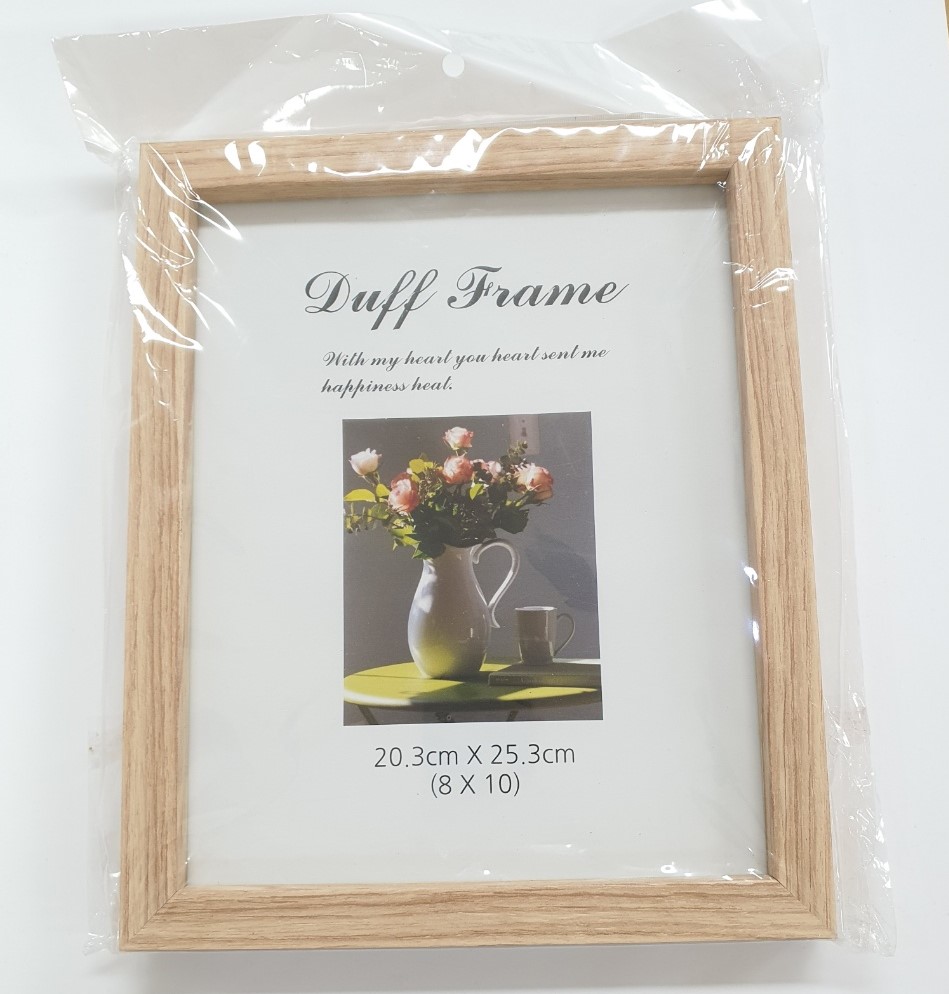 Duff Frame
With my heart you heart sent me
happiness heat.
20.3cm X 25.3cm
(8 X 10)